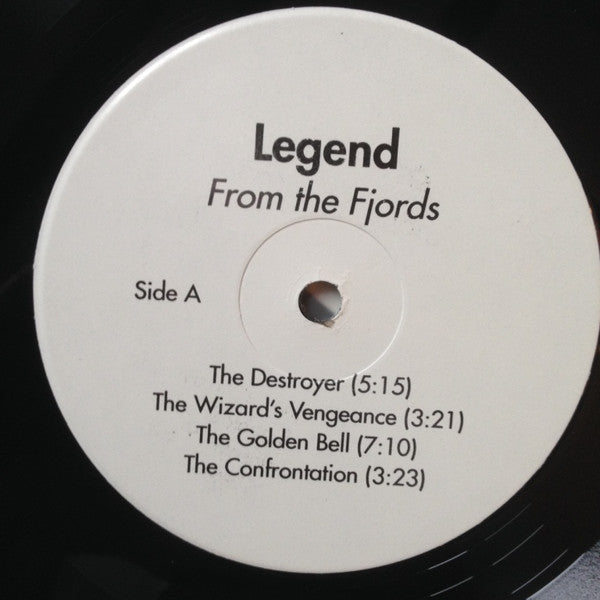 Legend
From the Fjords
Side A
The Destroyer (5:15)
The Wizard's Vengeance (3:21)
The Golden Bell (7:10)
The Confrontation (3:23)